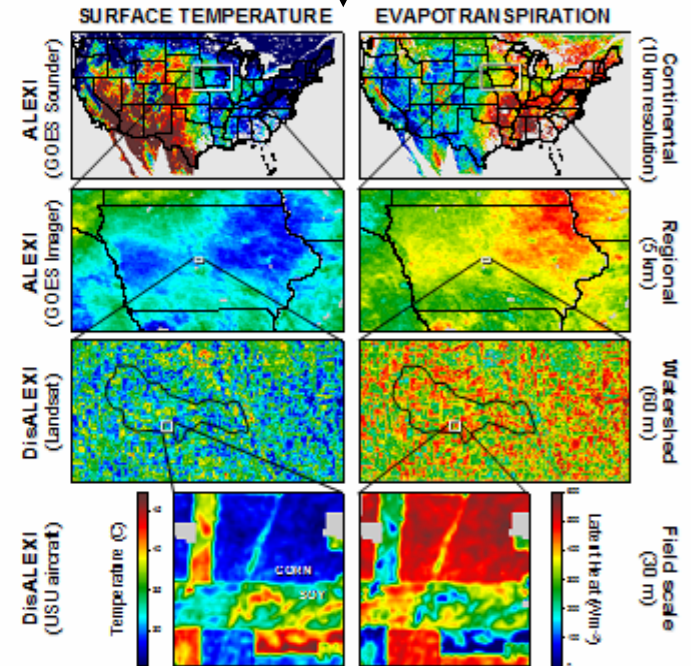 SURFACE TEMPERATURE
EVAPOTRANSPIRATION
ALEXI
(GOES Sounder)
Continental
(10 km resolution)
ALEXI
(GOES Imager)
Regional
(5 km)
DisALEXI
(landsat)
Watershed
(60 m)
DisALEXI
(USU aircraft)
Temperature (C)
CORN
SOY
Latent Heat (Wm-2)
Field scale
(30 m)